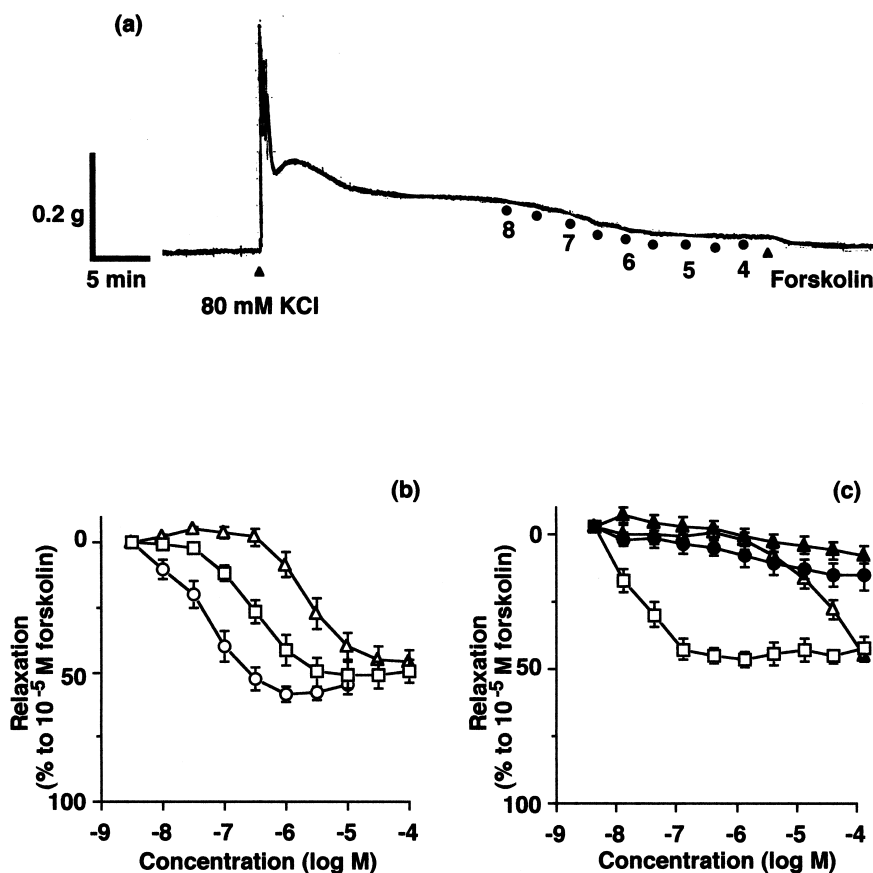 (a)
0.2 g
5 min
80 mM KCl
8 7 6 5 4
Forskolin
(b)
Relaxation
(% to 10⁻⁵ M forskolin)
0
50
100
-9 -8 -7 -6 -5 -4
Concentration (log M)
(c)
Relaxation
(% to 10⁻⁵ M forskolin)
0
50
100
-9 -8 -7 -6 -5 -4
Concentration (log M)